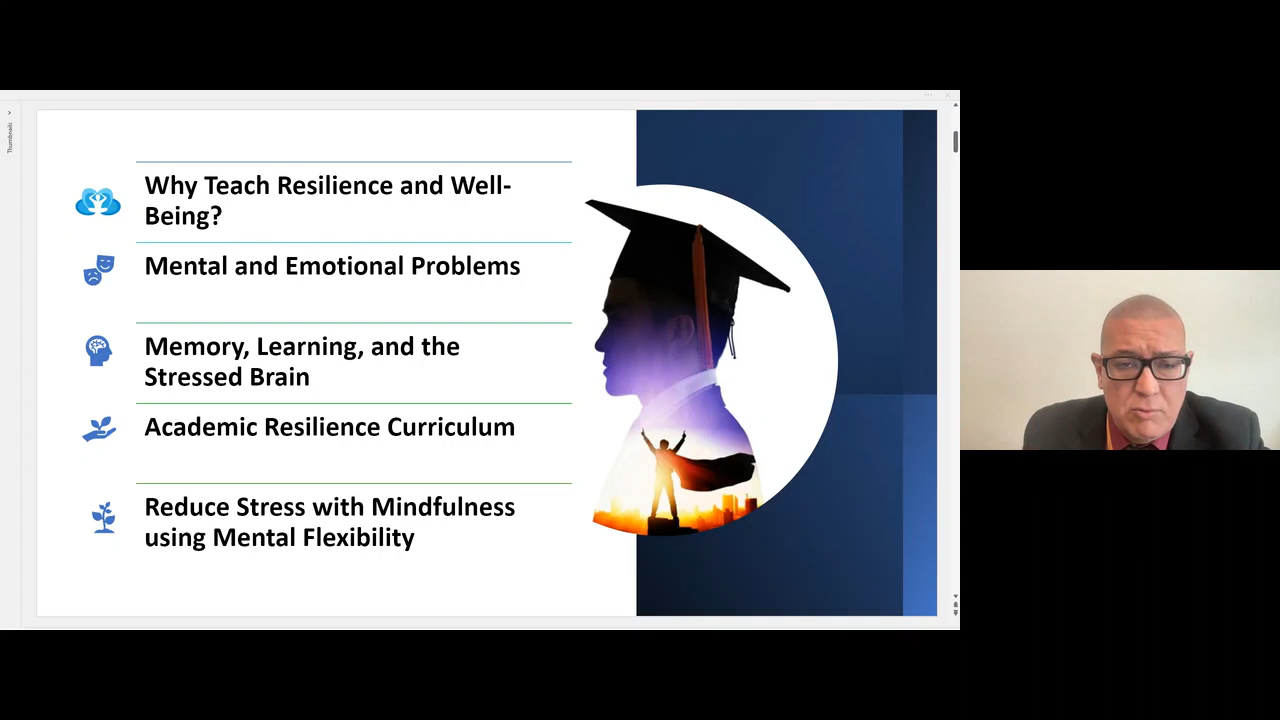 Thumbnails
Why Teach Resilience and Well-
Being?
Mental and Emotional Problems
Memory, Learning, and the
Stressed Brain
Academic Resilience Curriculum
Reduce Stress with Mindfulness
using Mental Flexibility